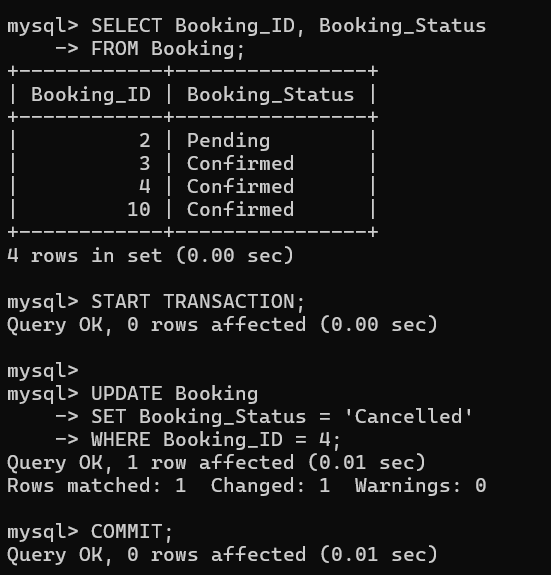 mysql> SELECT Booking_ID, Booking_Status
    -> FROM Booking;
+------------+----------------+
| Booking_ID | Booking_Status |
+------------+----------------+
|          2 | Pending        |
|          3 | Confirmed      |
|          4 | Confirmed      |
|         10 | Confirmed      |
+------------+----------------+
4 rows in set (0.00 sec)

mysql> START TRANSACTION;
Query OK, 0 rows affected (0.00 sec)

mysql>
mysql> UPDATE Booking
    -> SET Booking_Status = 'Cancelled'
    -> WHERE Booking_ID = 4;
Query OK, 1 row affected (0.01 sec)
Rows matched: 1  Changed: 1  Warnings: 0

mysql> COMMIT;
Query OK, 0 rows affected (0.01 sec)